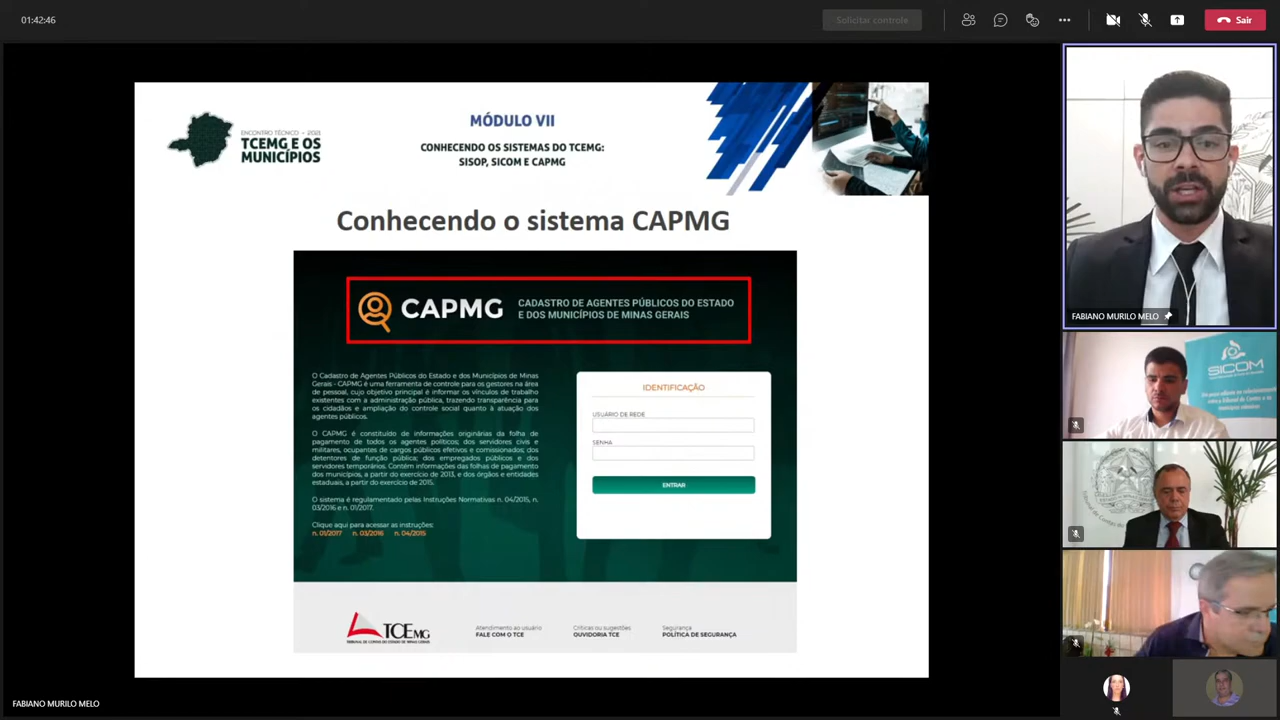 01:42:46
Solicitar controle
Sair
ENCONTRO TÉCNICO - 2021
TCEMG E OS
MUNICÍPIOS
MÓDULO VII
CONHECENDO OS SISTEMAS DO TCEMG:
SISOP, SICOM E CAPMG
Conhecendo o sistema CAPMG
CAPMG
CADASTRO DE AGENTES PÚBLICOS DO ESTADO
E DOS MUNICÍPIOS DE MINAS GERAIS
O Cadastro de Agentes Públicos do Estado e dos Municípios de Minas
Gerais - CAPMG é uma ferramenta de controle para os gestores na área
de pessoal, cujo objetivo principal é informar os vínculos de trabalho
existentes com a administração pública, trazendo transparência para
os cidadãos e ampliação do controle social quanto à atuação dos
agentes públicos.
O CAPMG é constituído de informações originárias da folha de
pagamento de todos os agentes políticos; dos servidores civis e
militares, ocupantes de cargos públicos efetivos e comissionados; dos
detentores de função pública; dos empregados públicos e dos
servidores temporários. Contém informações das folhas de pagamento
dos municípios, a partir do exercício de 2013, e dos órgãos e entidades
estaduais, a partir do exercício de 2015.
O sistema é regulamentado pelas Instruções Normativas n. 04/2015, n.
03/2016 e n. 01/2017.
Clique aqui para acessar as instruções:
n. 01/2017 n. 03/2016 n. 04/2015
IDENTIFICAÇÃO
USUÁRIO DE REDE
SENHA
ENTRAR
TCEMG
TRIBUNAL DE CONTAS DO ESTADO DE MINAS GERAIS
Atendimento ao usuário
FALE COM O TCE
Críticas ou sugestões
OUVIDORIA TCE
Segurança
POLÍTICA DE SEGURANÇA
FABIANO MURILO MELO
SICOM
FABIANO MURILO MELO